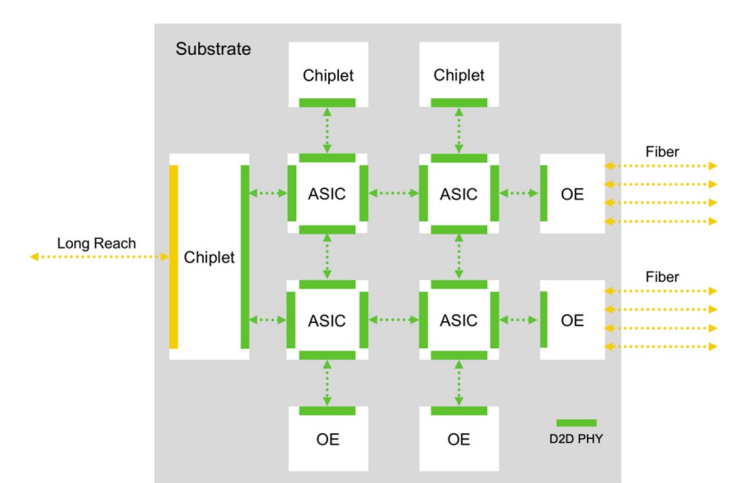 Substrate
Chiplet
Chiplet
Fiber
ASIC
ASIC
OE
Long Reach
Chiplet
Fiber
ASIC
ASIC
OE
OE
OE
D2D PHY